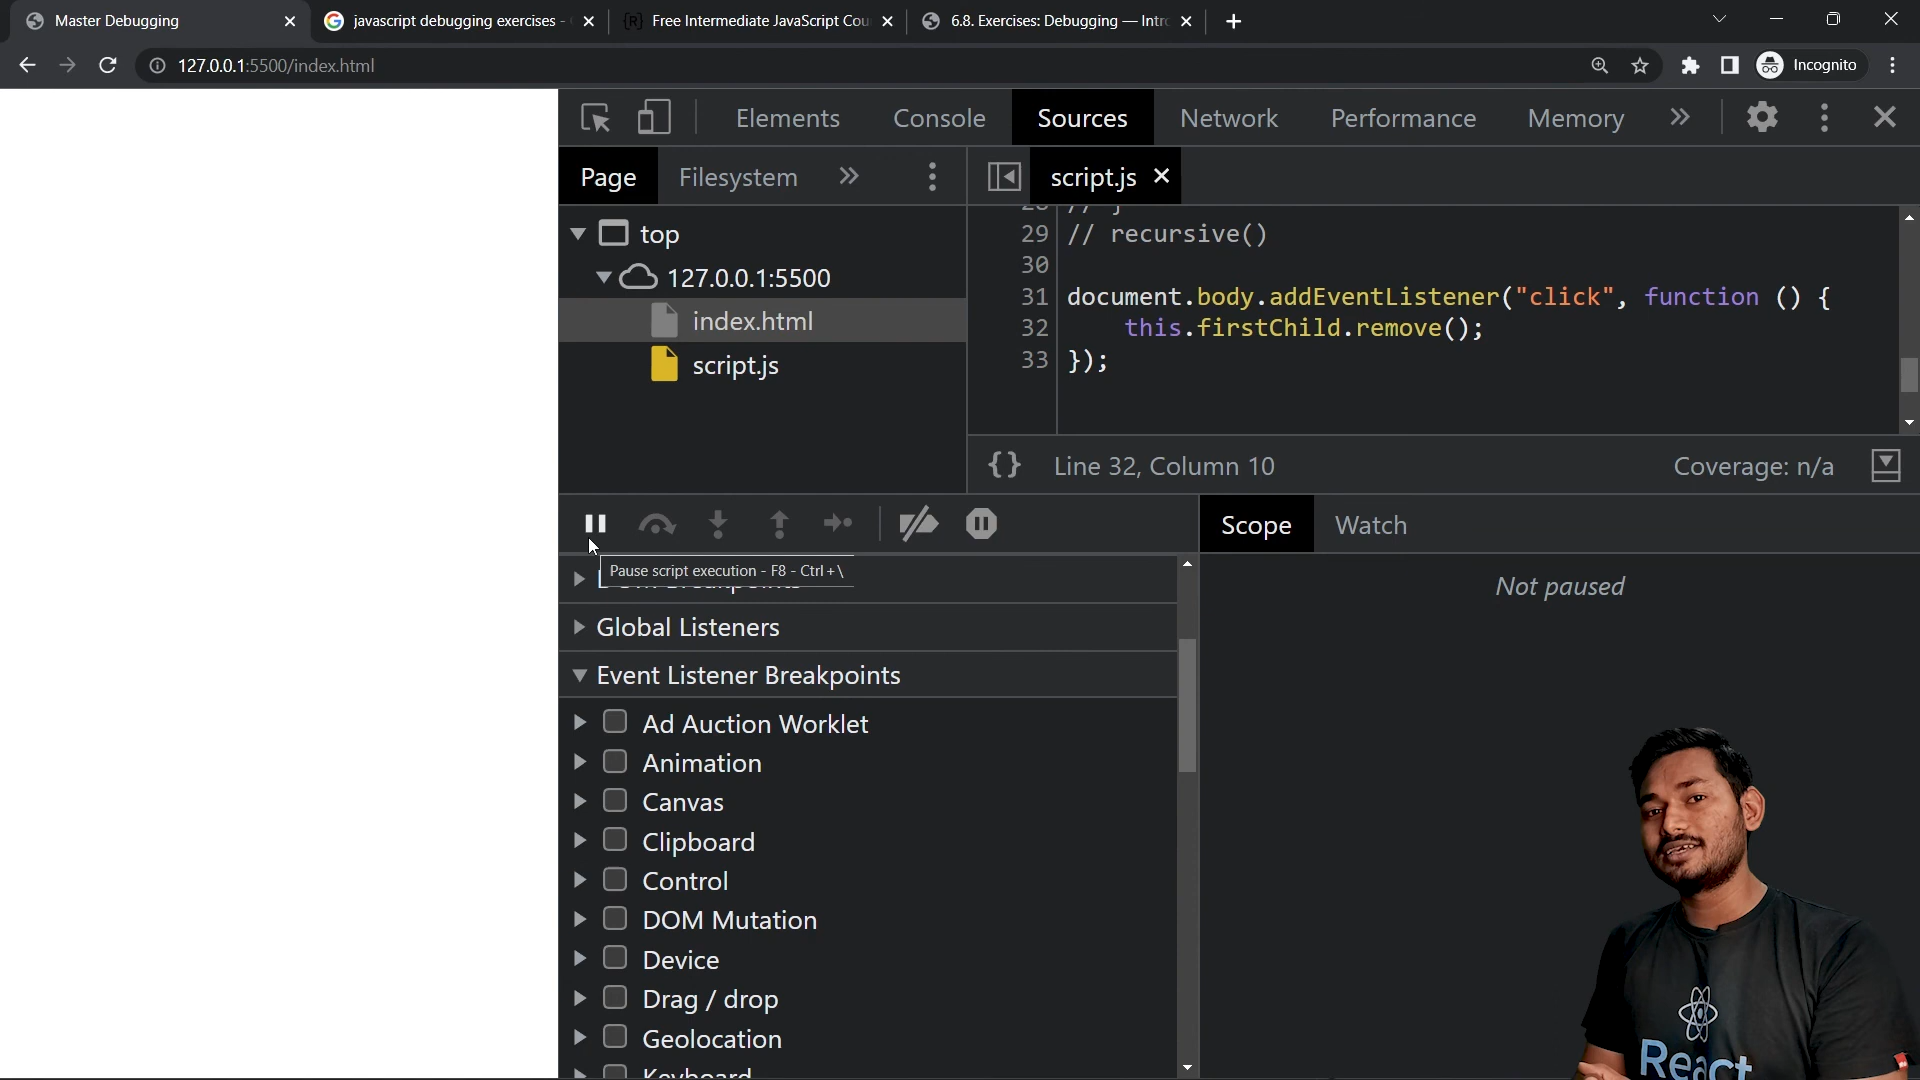 Master Debugging
javascript debugging exercises -
{R}
Free Intermediate JavaScript Cou
6.8. Exercises: Debugging — Intro
127.0.0.1:5500/index.html
Incognito
Elements
Console
Sources
Network
Performance
Memory
Page
Filesystem
script.js
top
127.0.0.1:5500
index.html
script.js
28 // }
29 // recursive()
30
31 document.body.addEventListener("click", function () {
32 this.firstChild.remove();
33 });
{} Line 32, Column 10
Coverage: n/a
Scope
Watch
Pause script execution - F8 - Ctrl+\
Not paused
Global Listeners
Event Listener Breakpoints
Ad Auction Worklet
Animation
Canvas
Clipboard
Control
DOM Mutation
Device
Drag / drop
Geolocation
Keyboard
React